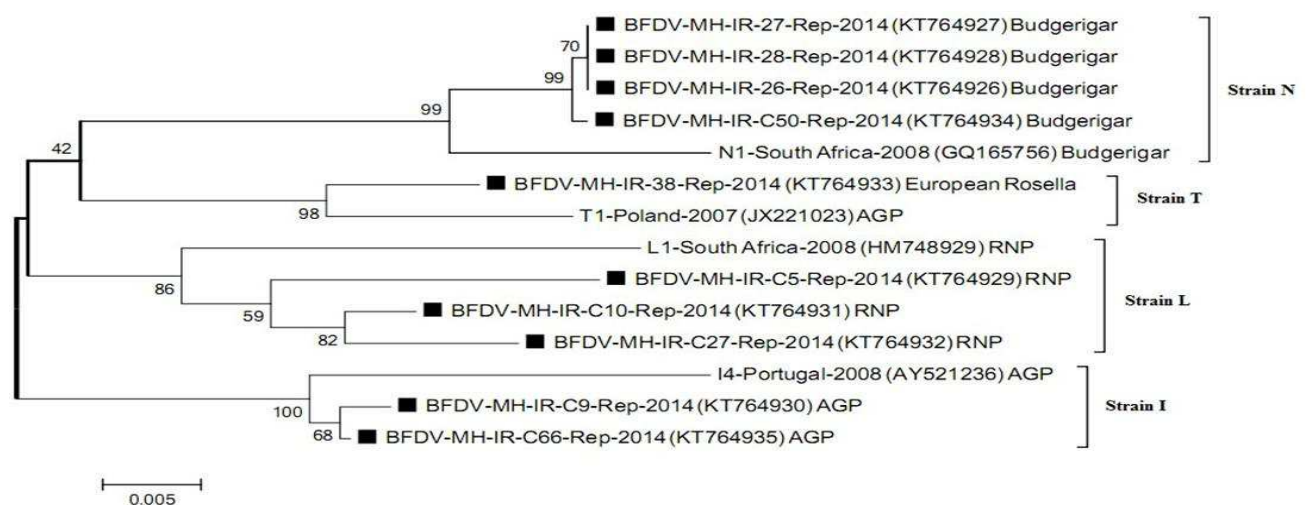 BFDV-MH-IR-27-Rep-2014 (KT764927) Budgerigar
70
BFDV-MH-IR-28-Rep-2014 (KT764928) Budgerigar
99
BFDV-MH-IR-26-Rep-2014 (KT764926) Budgerigar
Strain N
99
BFDV-MH-IR-C50-Rep-2014 (KT764934) Budgerigar
42
N1-South Africa-2008 (GQ165756) Budgerigar
BFDV-MH-IR-38-Rep-2014 (KT764933) European Rosella
Strain T
98
T1-Poland-2007 (JX221023) AGP
L1-South Africa-2008 (HM748929) RNP
86
BFDV-MH-IR-C5-Rep-2014 (KT764929) RNP
Strain L
59
BFDV-MH-IR-C10-Rep-2014 (KT764931) RNP
82
BFDV-MH-IR-C27-Rep-2014 (KT764932) RNP
I4-Portugal-2008 (AY521236) AGP
100
BFDV-MH-IR-C9-Rep-2014 (KT764930) AGP
Strain I
68
BFDV-MH-IR-C66-Rep-2014 (KT764935) AGP
0.005